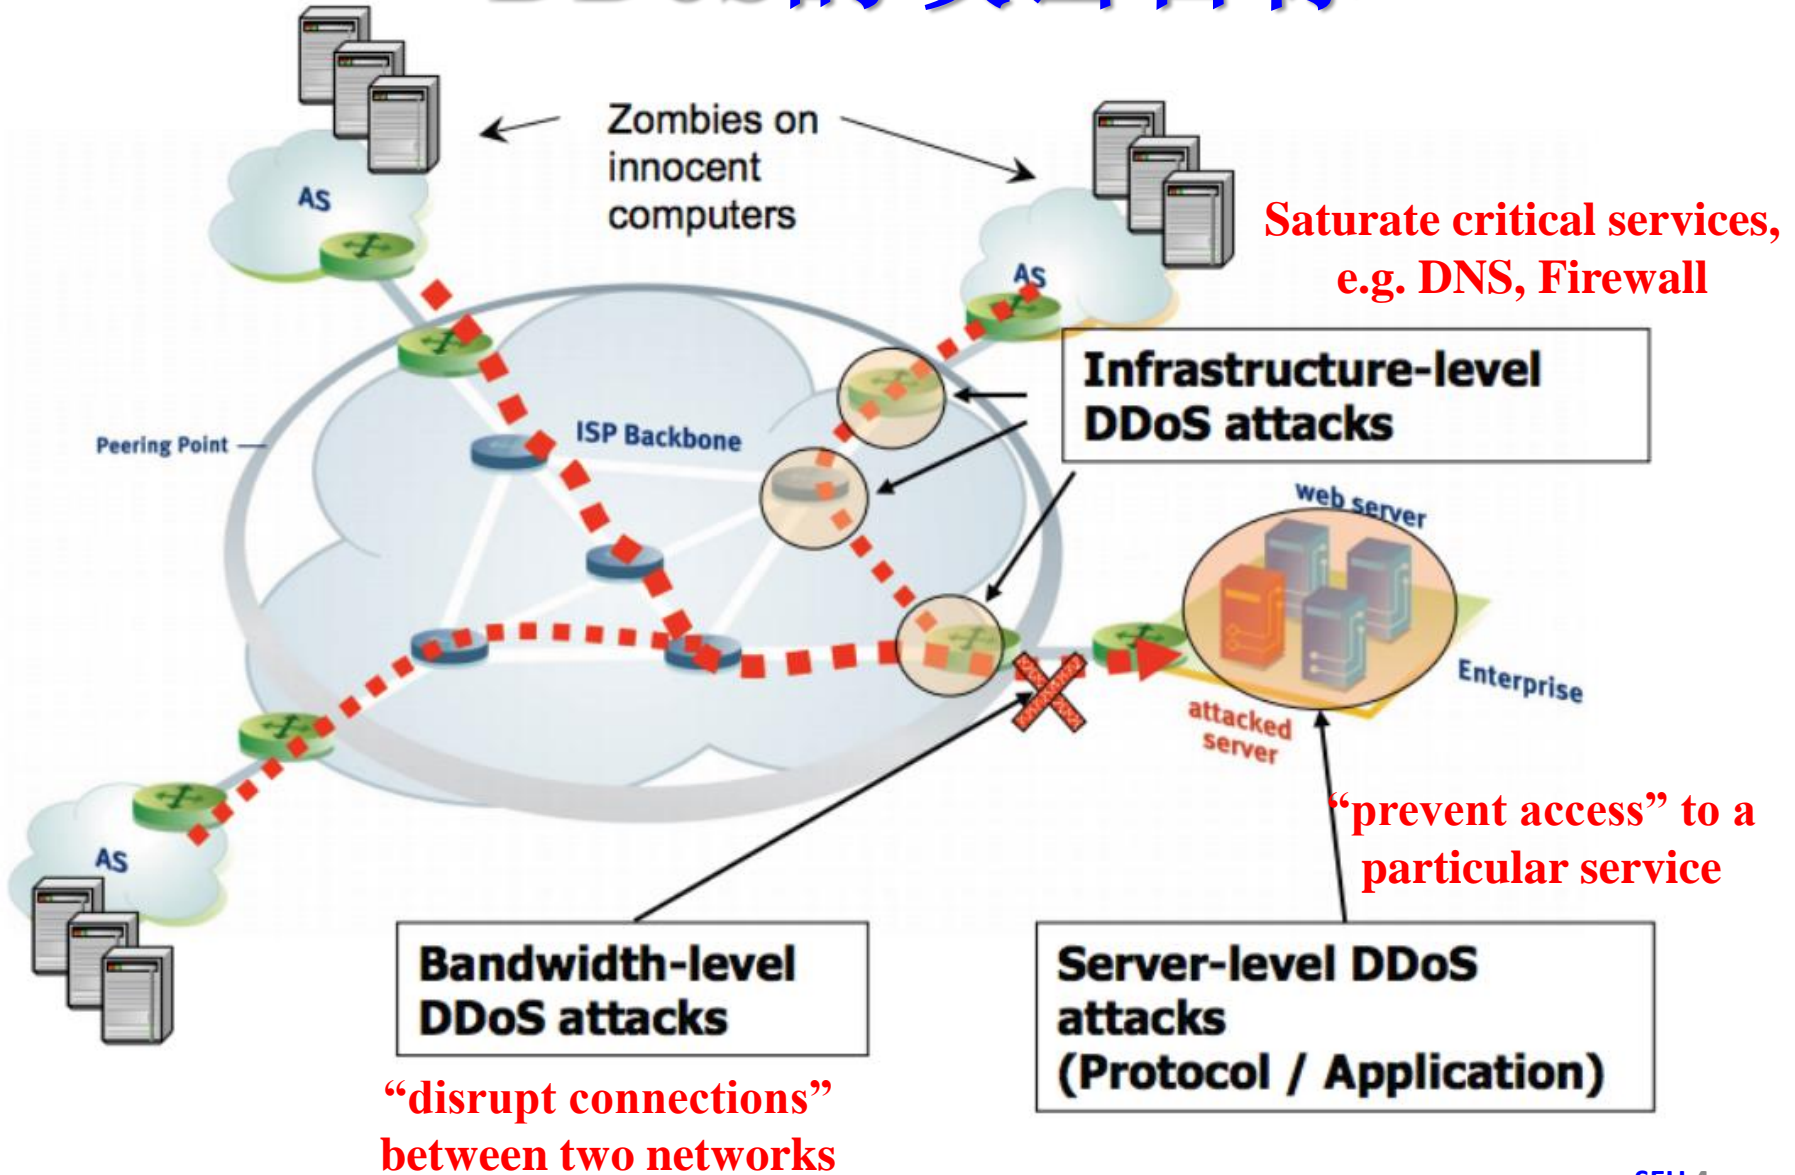 Zombies on
innocent
computers
AS
AS
Saturate critical services,
e.g. DNS, Firewall
Infrastructure-level
DDoS attacks
ISP Backbone
Peering Point
web server
Enterprise
attacked
server
“prevent access” to a
particular service
AS
Bandwidth-level
DDoS attacks
Server-level DDoS
attacks
(Protocol / Application)
“disrupt connections”
between two networks